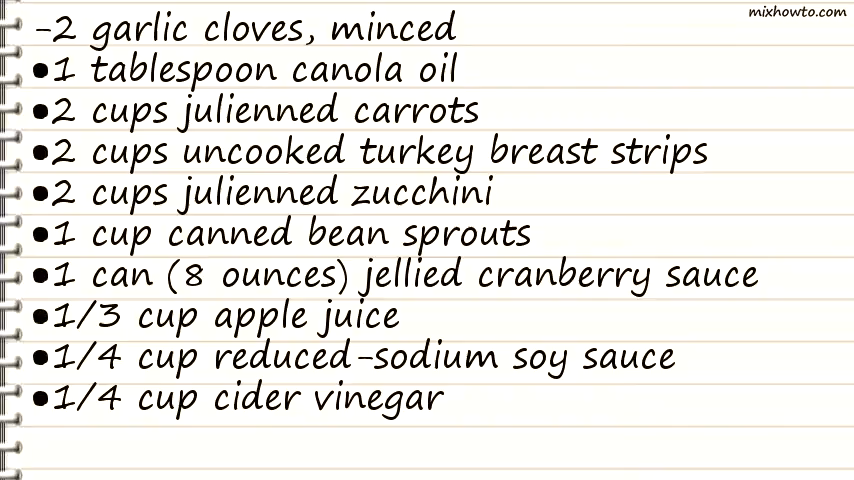 mixhowto.com
-2 garlic cloves, minced
•1 tablespoon canola oil
•2 cups julienned carrots
•2 cups uncooked turkey breast strips
•2 cups julienned zucchini
•1 cup canned bean sprouts
•1 can (8 ounces) jellied cranberry sauce
•1/3 cup apple juice
•1/4 cup reduced-sodium soy sauce
•1/4 cup cider vinegar